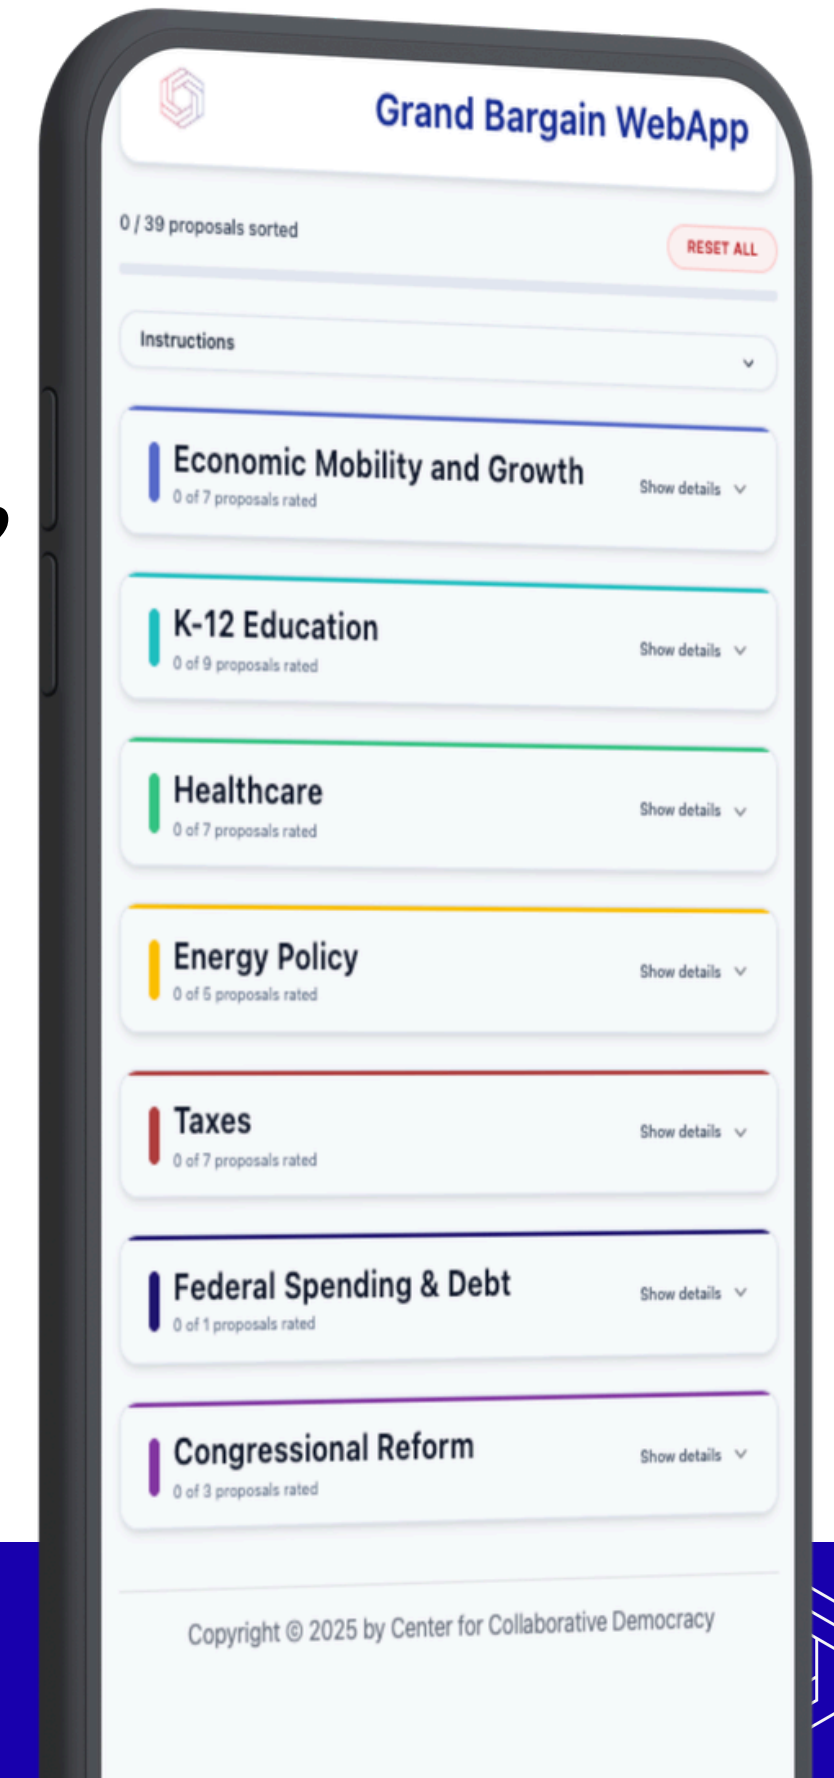 Grand Bargain WebApp
0 / 39 proposals sorted
RESET ALL
Instructions
Economic Mobility and Growth
0 of 7 proposals rated
Show details
K-12 Education
0 of 9 proposals rated
Show details
Healthcare
0 of 7 proposals rated
Show details
Energy Policy
0 of 5 proposals rated
Show details
Taxes
0 of 7 proposals rated
Show details
Federal Spending & Debt
0 of 1 proposals rated
Show details
Congressional Reform
0 of 3 proposals rated
Show details
Copyright © 2025 by Center for Collaborative Democracy